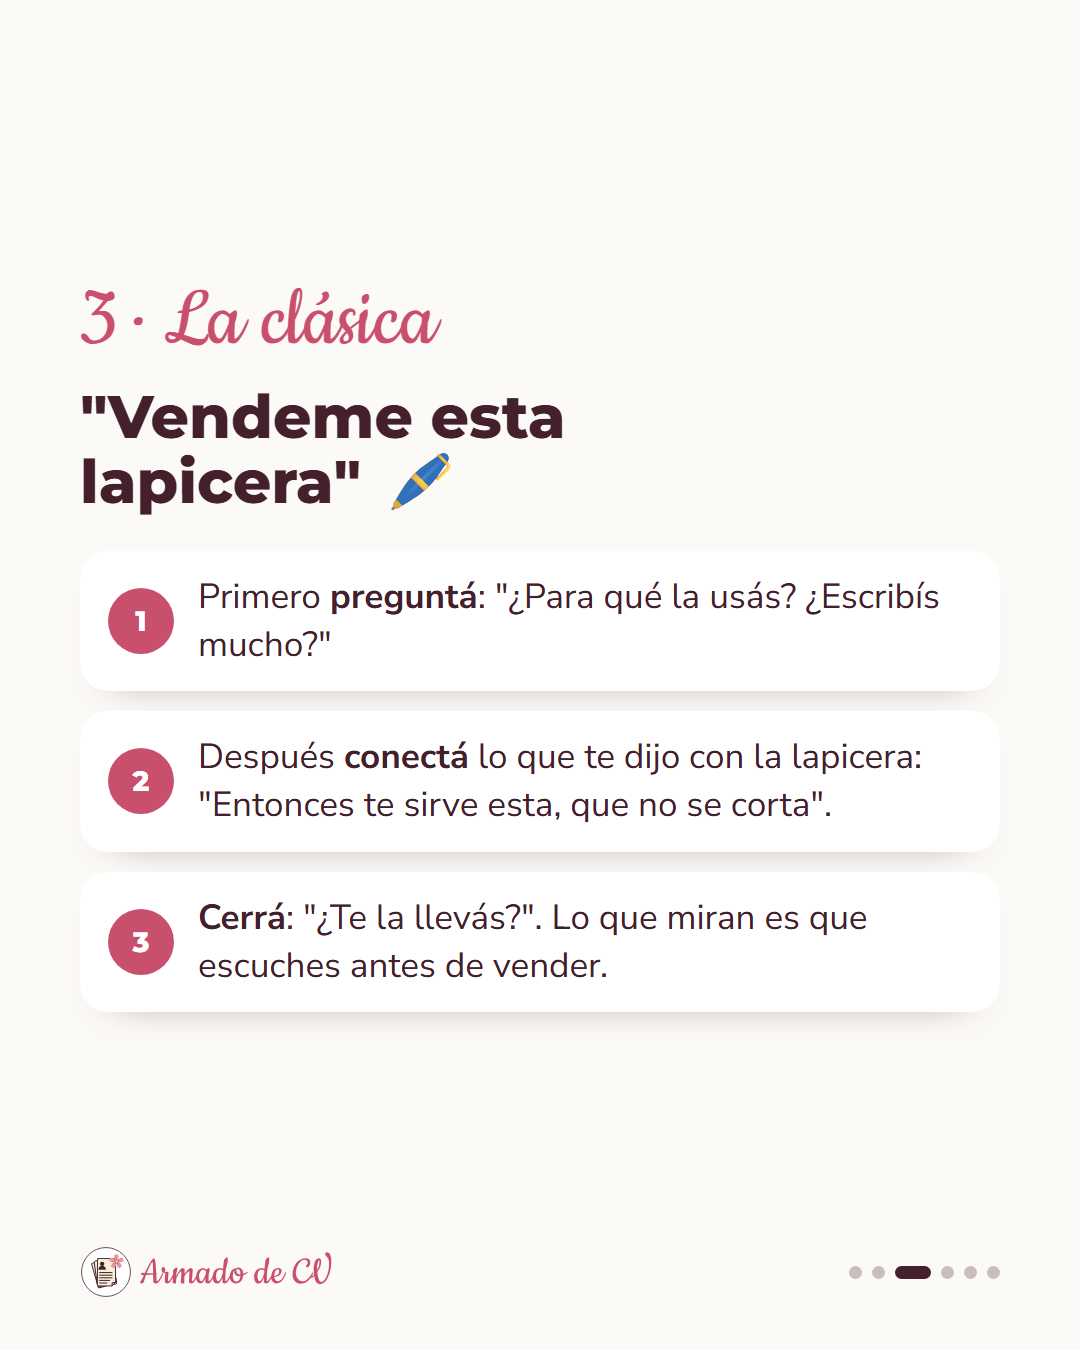 3 · La clásica
"Vendeme esta
lapicera"
1
Primero preguntá: "¿Para qué la usás? ¿Escribís
mucho?"
2
Después conectá lo que te dijo con la lapicera:
"Entonces te sirve esta, que no se corta".
3
Cerrá: "¿Te la llevás?". Lo que miran es que
escuches antes de vender.
Armado de CV